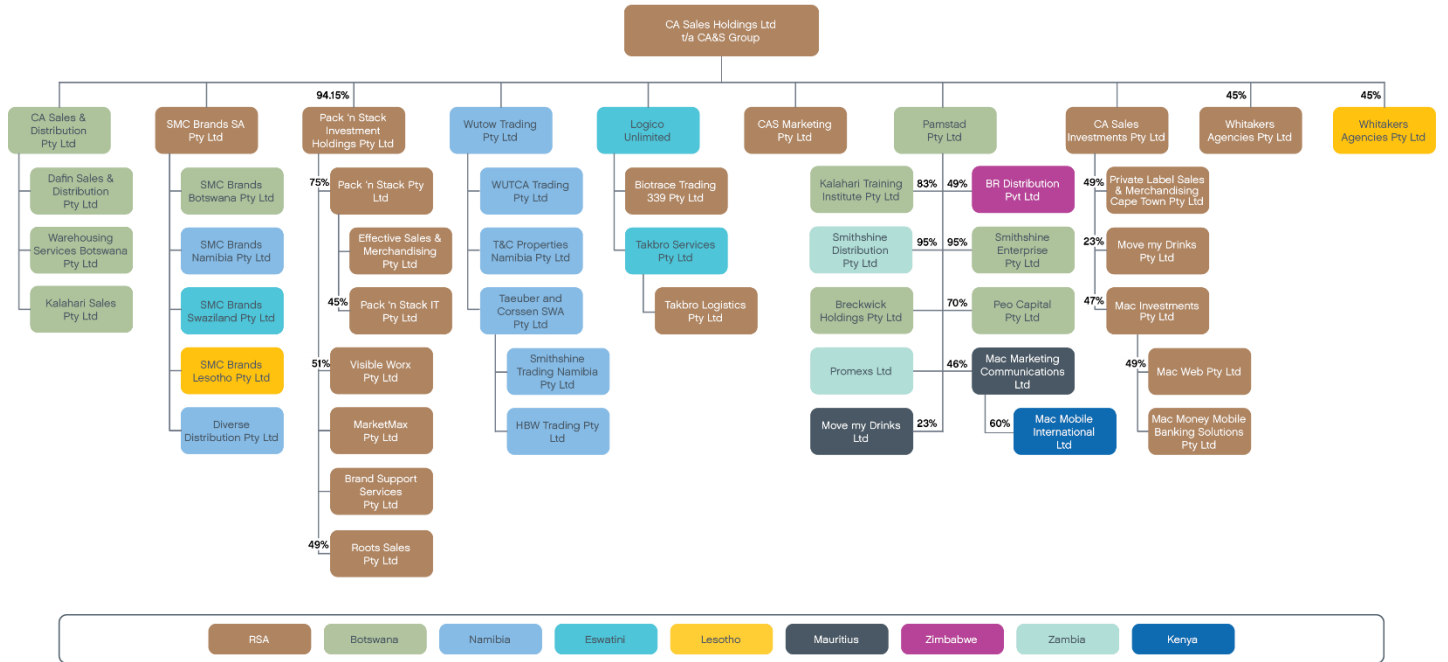 CA Sales Holdings Ltd
t/a CA&S Group
94.15%
45%
45%
CA Sales &
Distribution
Pty Ltd
SMC Brands SA
Pty Ltd
Pack 'n Stack
Investment
Holdings Pty Ltd
Wutow Trading
Pty Ltd
Logico
Unlimited
CAS Marketing
Pty Ltd
Pamstad
Pty Ltd
CA Sales
Investments Pty Ltd
Whitakers
Agencies Pty Ltd
Whitakers
Agencies Pty Ltd
Dafin Sales &
Distribution
Pty Ltd
Warehousing
Services Botswana
Pty Ltd
Kalahari Sales
Pty Ltd
SMC Brands
Botswana Pty Ltd
SMC Brands
Namibia Pty Ltd
SMC Brands
Swaziland Pty Ltd
SMC Brands
Lesotho Pty Ltd
Diverse
Distribution Pty Ltd
75%
Pack 'n Stack Pty
Ltd
Effective Sales &
Merchandising
Pty Ltd
45%
Pack 'n Stack IT
Pty Ltd
51%
Visible Worx
Pty Ltd
MarketMax
Pty Ltd
Brand Support
Services
Pty Ltd
49%
Roots Sales
Pty Ltd
WUTCA Trading
Pty Ltd
T&C Properties
Namibia Pty Ltd
Taeuber and
Corssen SWA
Pty Ltd
Smithshine
Trading Namibia
Pty Ltd
HBW Trading Pty
Ltd
Biotrace Trading
339 Pty Ltd
Takbro Services
Pty Ltd
Takbro Logistics
Pty Ltd
Kalahari Training
Institute Pty Ltd
83%
49%
BR Distribution
Pvt Ltd
Smithshine
Distribution
Pty Ltd
95%
95%
Smithshine
Enterprise
Pty Ltd
Breckwick
Holdings Pty Ltd
70%
Peo Capital
Pty Ltd
Promexs Ltd
46%
Mac Marketing
Communications
Ltd
Move my Drinks
Ltd
23%
60%
Mac Mobile
International
Ltd
49%
Private Label Sales
& Merchandising
Cape Town Pty Ltd
23%
Move my Drinks
Pty Ltd
47%
Mac Investments
Pty Ltd
49%
Mac Web Pty Ltd
Mac Money Mobile
Banking Solutions
Pty Ltd
RSA
Botswana
Namibia
Eswatini
Lesotho
Mauritius
Zimbabwe
Zambia
Kenya